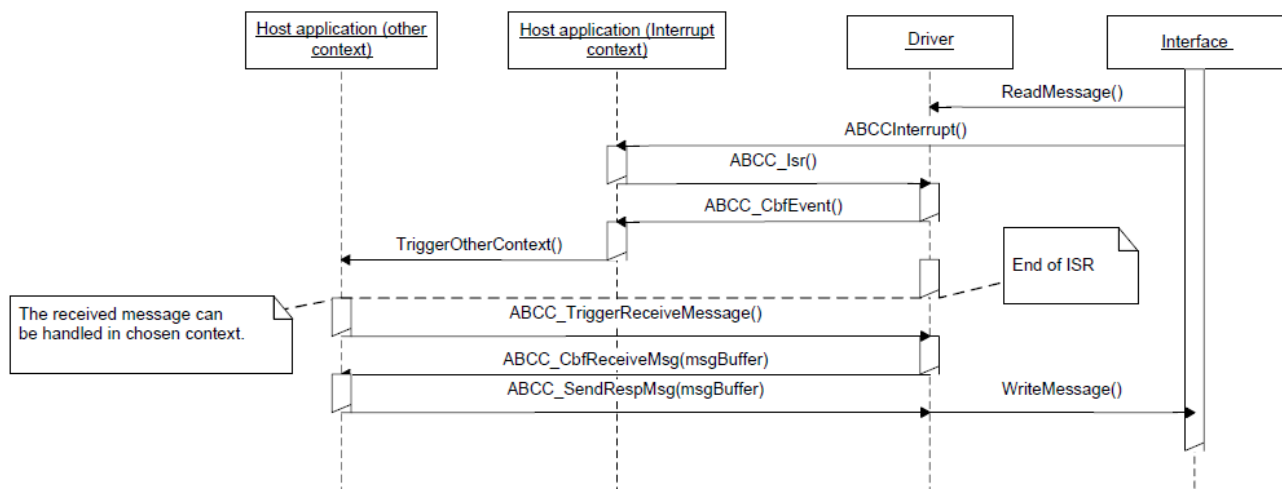 Host application (other
context)
Host application (Interrupt
context)
Driver
Interface
ReadMessage()
ABCCInterrupt()
ABCC_Isr()
ABCC_CbfEvent()
TriggerOtherContext()
End of ISR
The received message can
be handled in chosen context.
ABCC_TriggerReceiveMessage()
ABCC_CbfReceiveMsg(msgBuffer)
ABCC_SendRespMsg(msgBuffer)
WriteMessage()